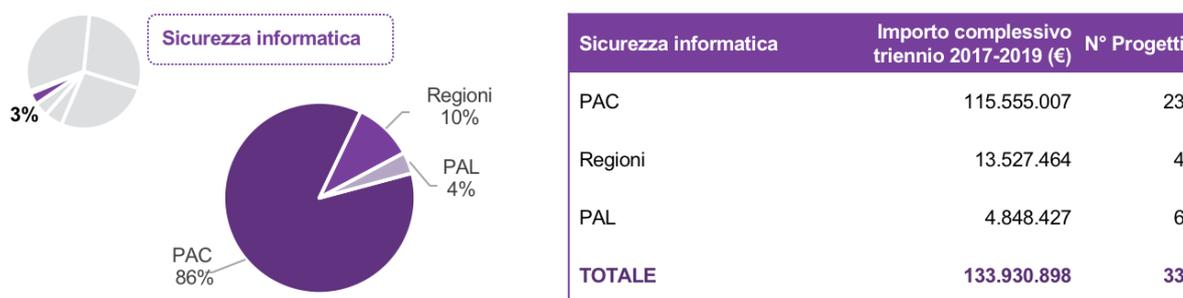 Sicurezza informatica
3%
Regioni
10%
PAL
4%
PAC
86%
Sicurezza informatica Importo complessivo triennio 2017-2019 (€) N° Progetti
PAC 115.555.007 23
Regioni 13.527.464 4
PAL 4.848.427 6
TOTALE 133.930.898 33